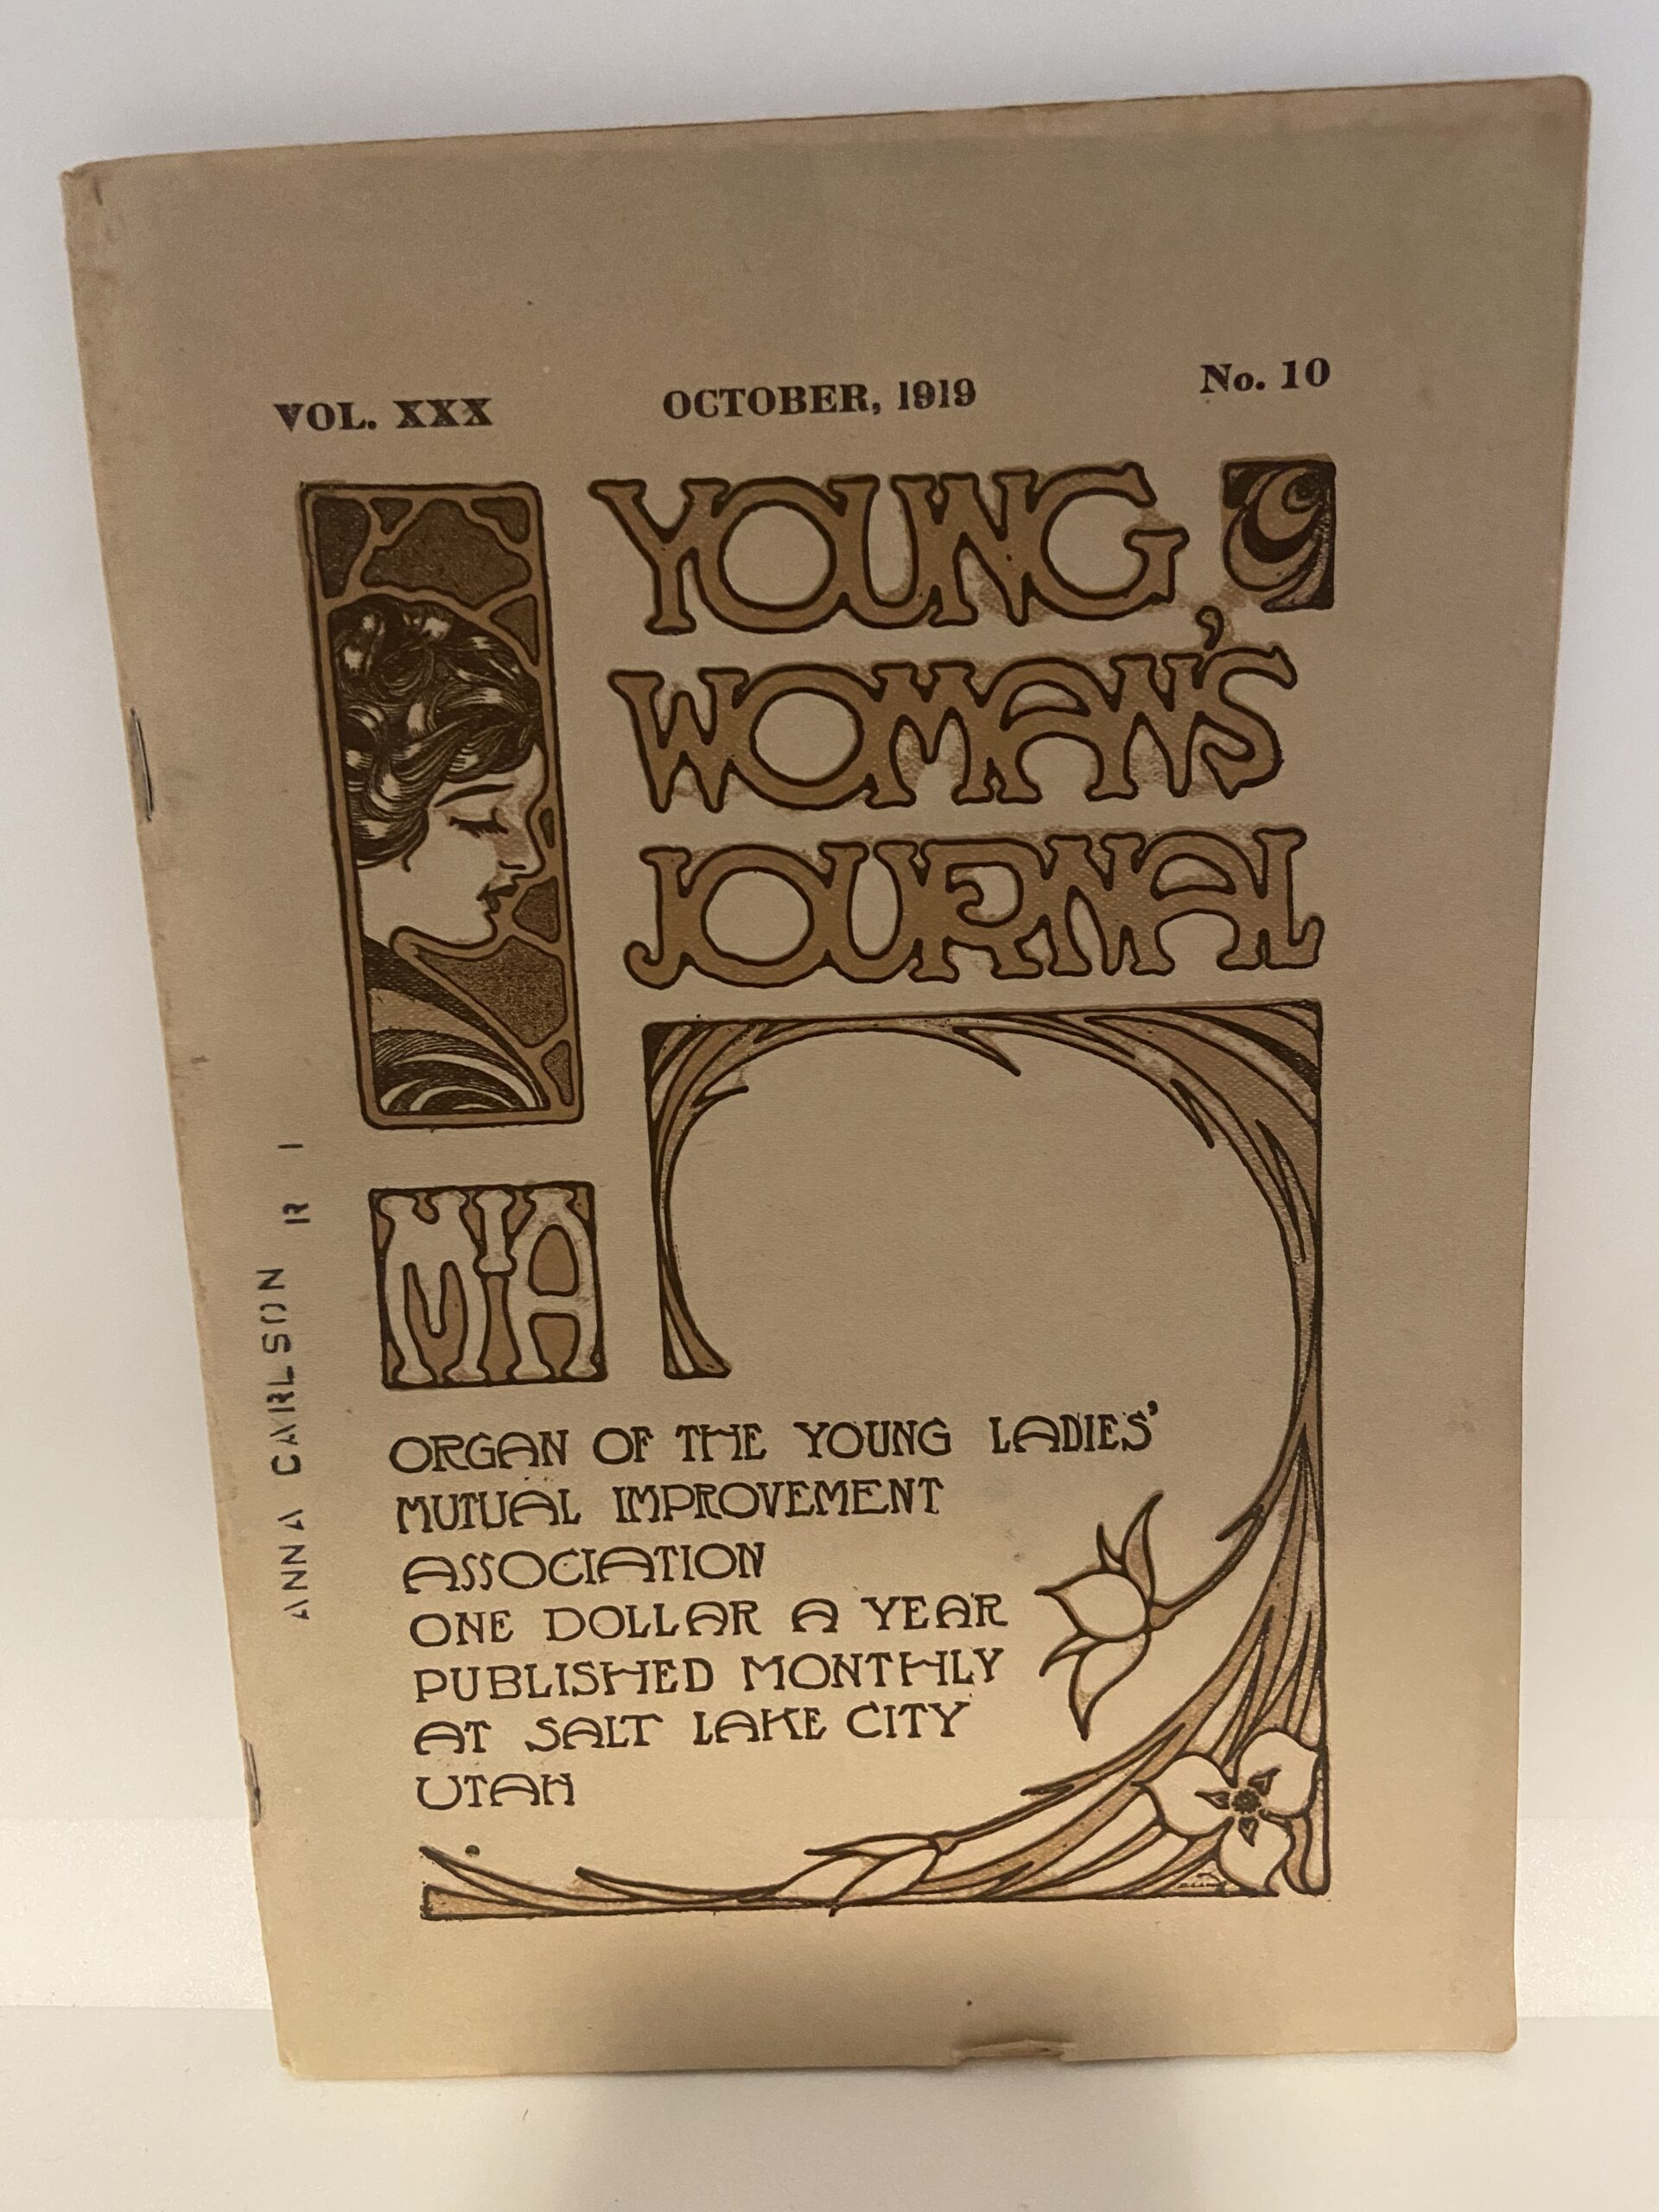 VOL. XXX OCTOBER, 1919 No. 10
YOUNG
WOMAN'S
JOURNAL
MIA
ORGAN OF THE YOUNG LADIES'
MUTUAL IMPROVEMENT
ASSOCIATION
ONE DOLLAR A YEAR
PUBLISHED MONTHLY
AT SALT LAKE CITY
UTAH
ANNA CARLSON R 1